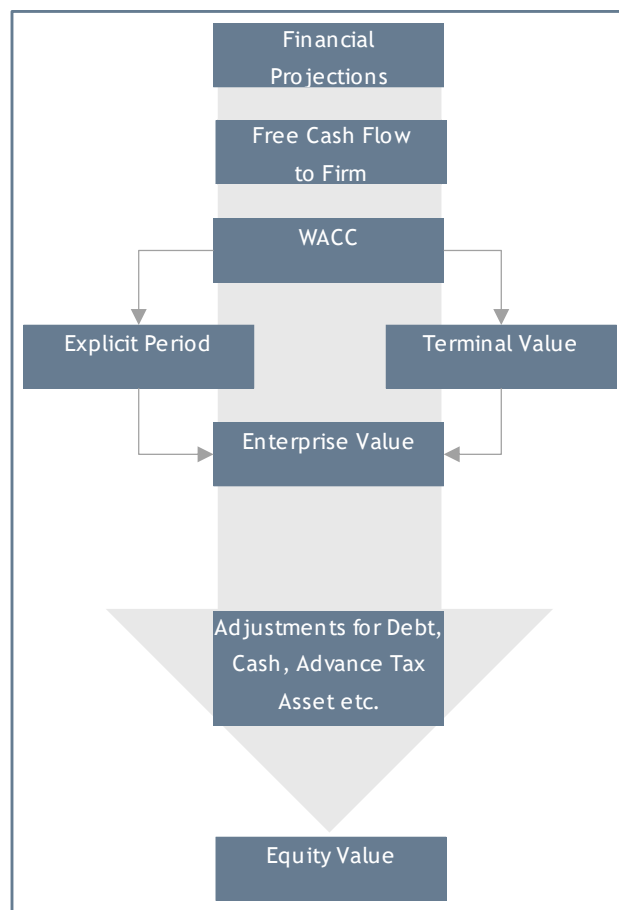 Financial
Projections
Free Cash Flow
to Firm
WACC
Explicit Period
Terminal Value
Enterprise Value
Adjustments for Debt,
Cash, Advance Tax
Asset etc.
Equity Value